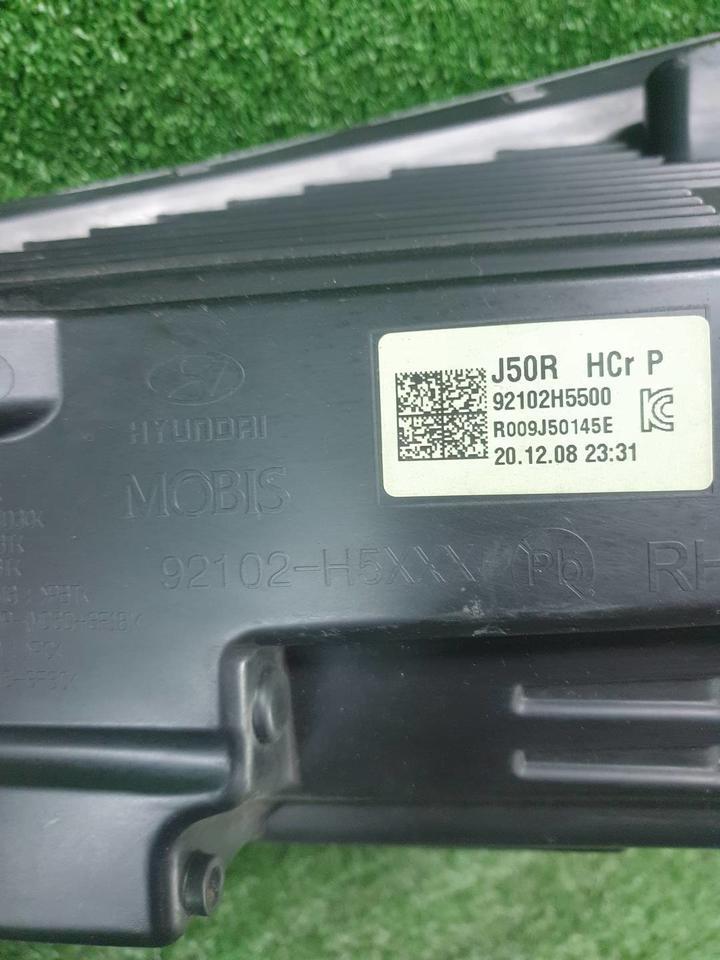 J50R HCr P
92102H5500
R009J50145E
20.12.08 23:31
HYUNDAI
MOBIS
92102-H5XXX Pb RH